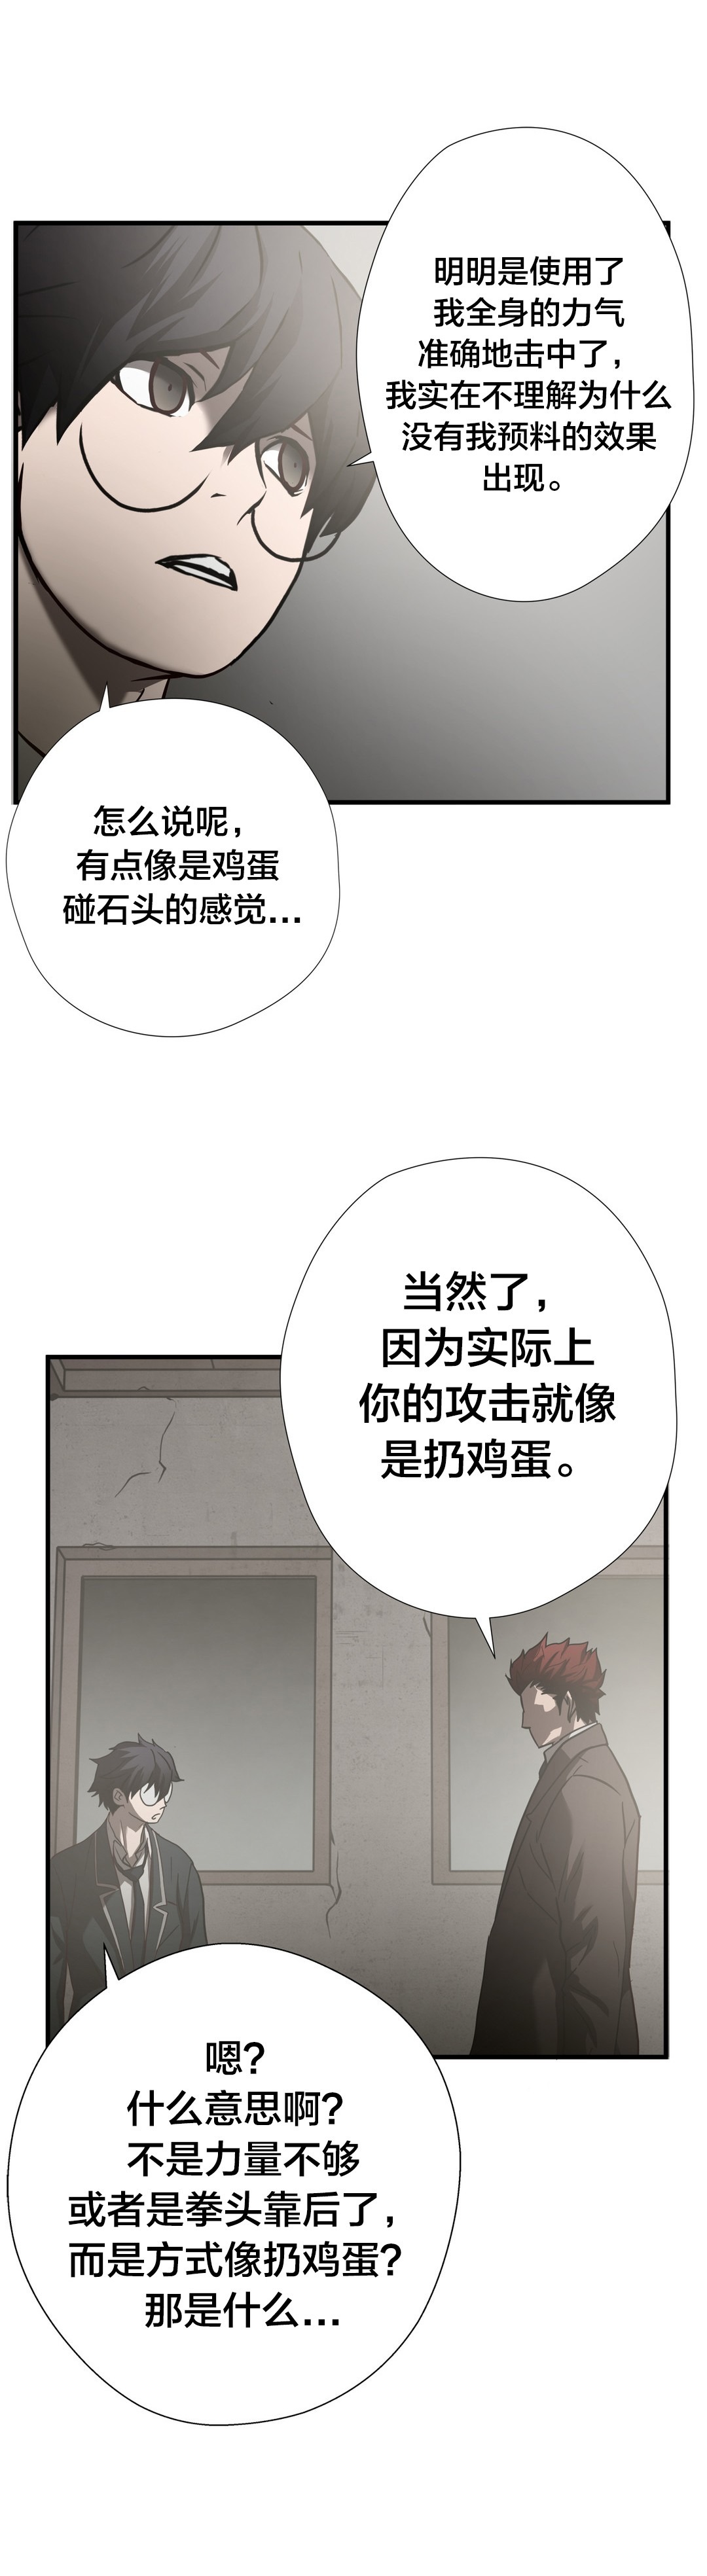 明明是使用了
我全身的力气
准确地击中了，
我实在不理解为什么
没有我预料的效果
出现。
怎么说呢，
有点像是鸡蛋
碰石头的感觉...
当然了，
因为实际上
你的攻击就像
是扔鸡蛋。
嗯?
什么意思啊?
不是力量不够
或者是拳头靠后了，
而是方式像扔鸡蛋?
那是什么...